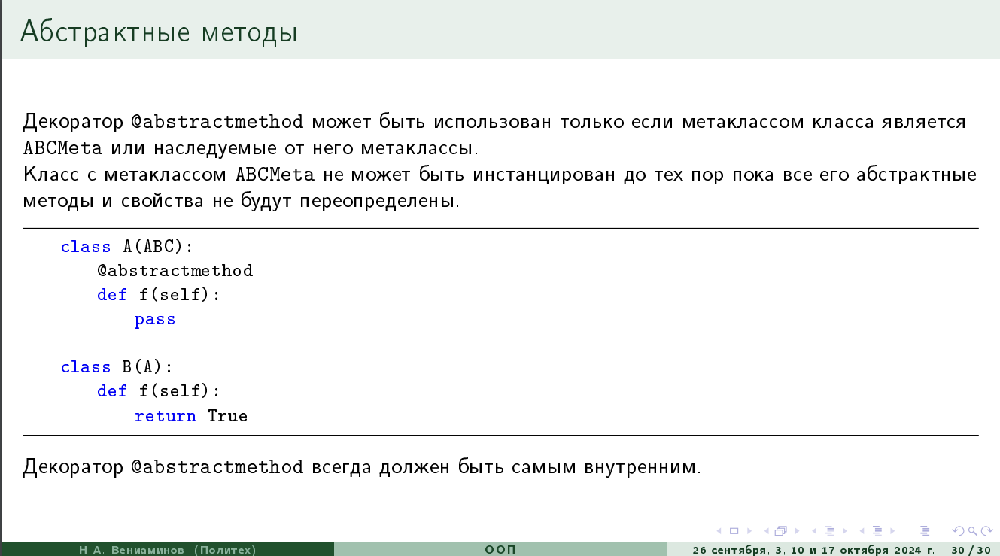 Абстрактные методы
Декоратор @abstractmethod может быть использован только если метаклассом класса является
ABCMeta или наследуемые от него метаклассы.
Класс с метаклассом ABCMeta не может быть инстанцирован до тех пор пока все его абстрактные
методы и свойства не будут переопределены.
class A(ABC):
@abstractmethod
def f(self):
pass
class B(A):
def f(self):
return True
Декоратор @abstractmethod всегда должен быть самым внутренним.
Н.А. Вениаминов (Политех) ООП 26 сентября, 3, 10 и 17 октября 2024 г. 30 / 30